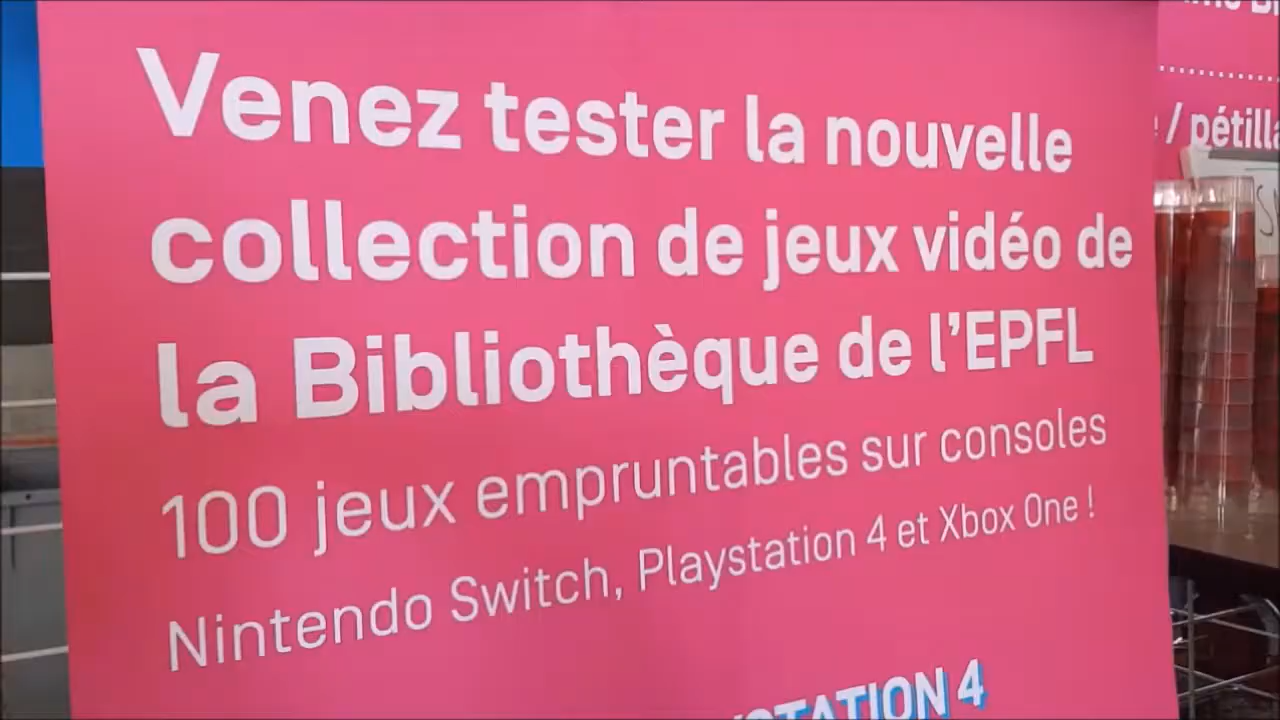 Venez tester la nouvelle
collection de jeux vidéo de
la Bibliothèque de l'EPFL
100 jeux empruntables sur consoles
Nintendo Switch, Playstation 4 et Xbox One !
4
/